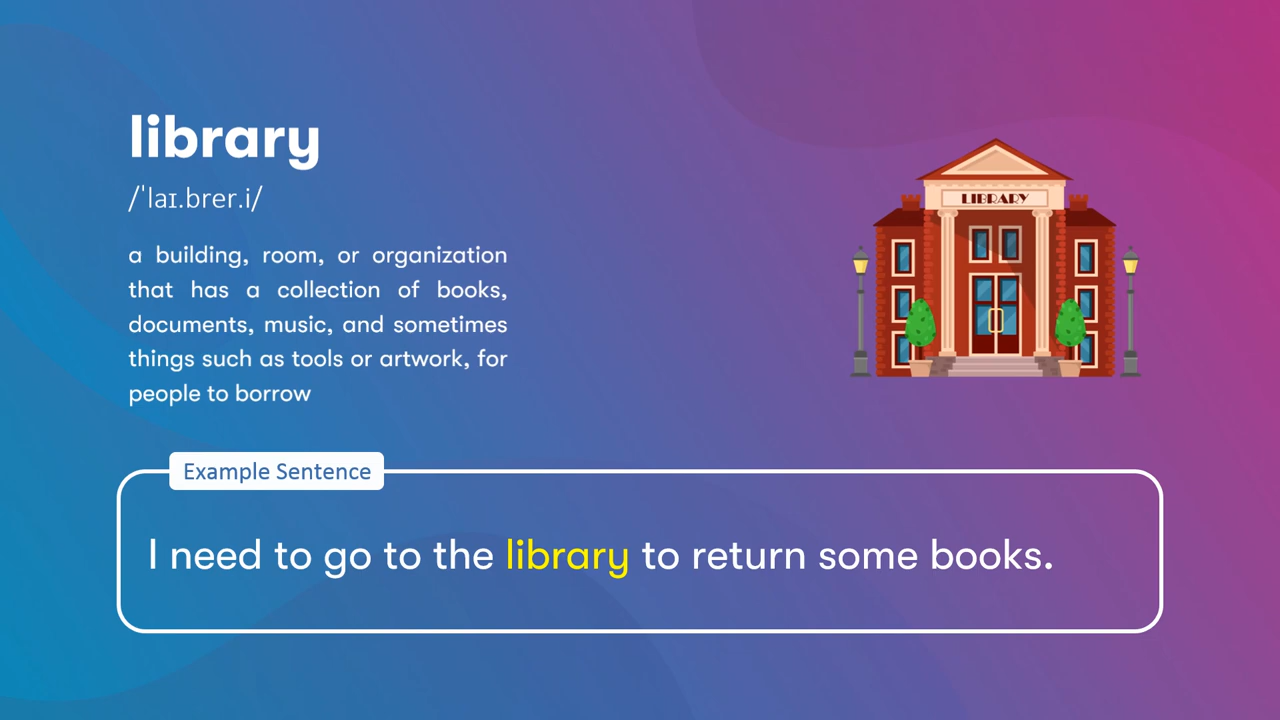 library
/ˈlaɪ.brer.i/
a building, room, or organization
that has a collection of books,
documents, music, and sometimes
things such as tools or artwork, for
people to borrow
LIBRARY
Example Sentence
I need to go to the library to return some books.